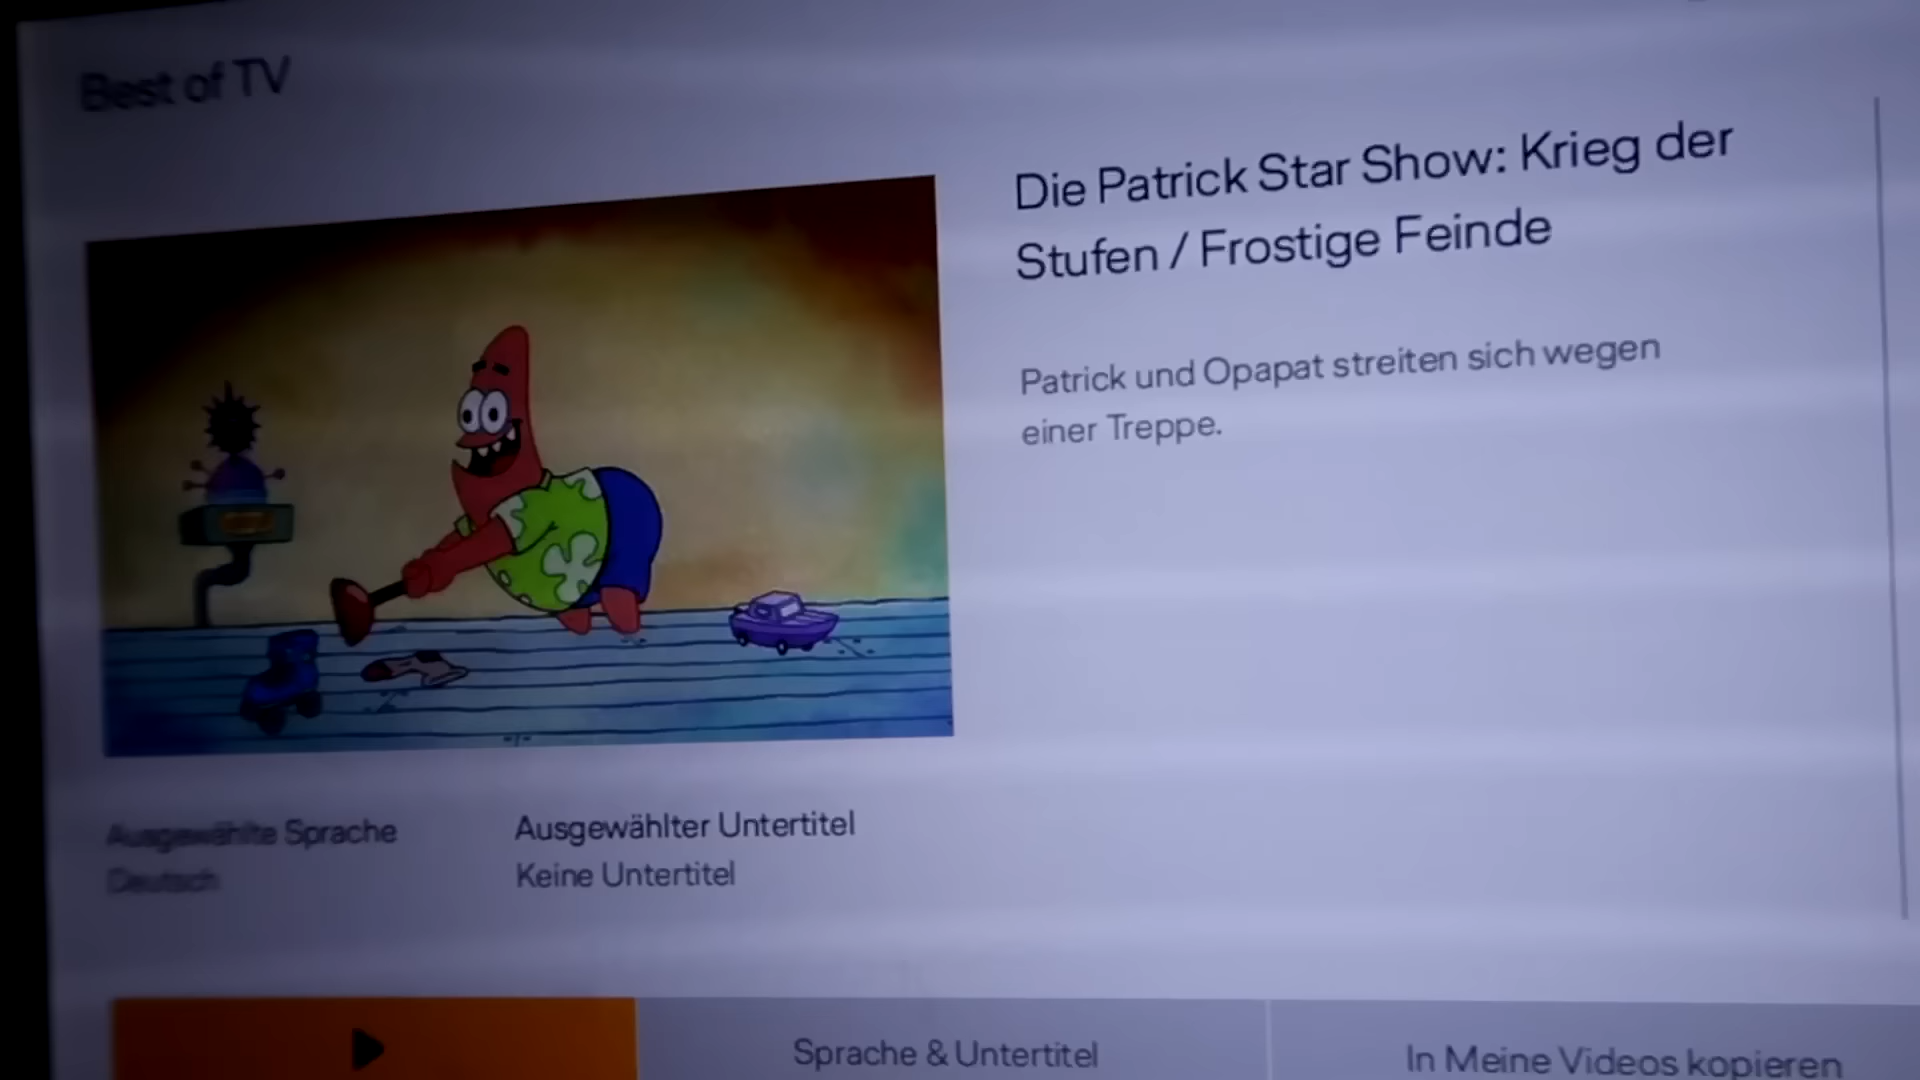 Best of TV
Die Patrick Star Show: Krieg der
Stufen / Frostige Feinde
Patrick und Opapat streiten sich wegen
einer Treppe.
Ausgewählte Sprache
Deutsch
Ausgewählter Untertitel
Keine Untertitel
Sprache & Untertitel
In Meine Videos kopieren